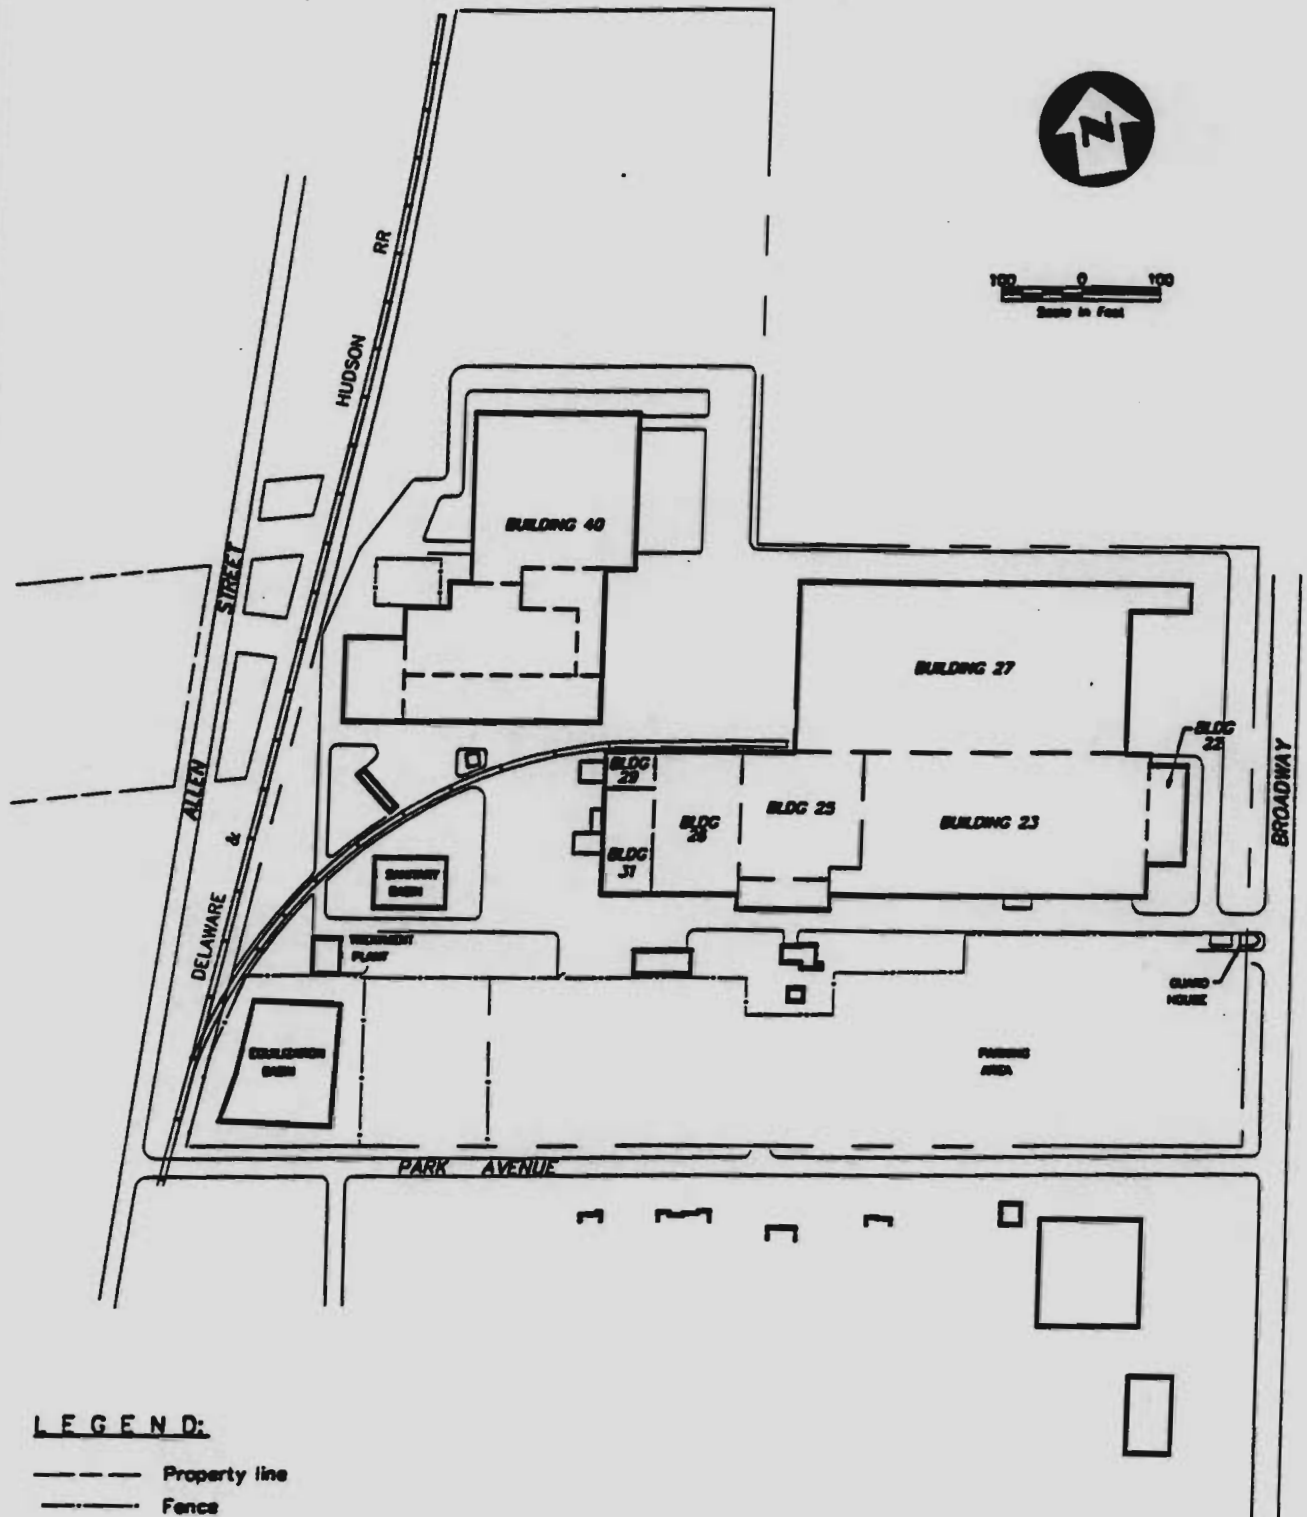 N
100 0 100
Scale in Feet
RR
HUDSON
BUILDING 40
STREET
BUILDING 27
BLDG
22
BLDG
29
ALLEN
BROADWAY
BLDG 25
BLDG
26
BUILDING 23
&
BLDG
31
SANITARY
BASIN
DELAWARE
TREATMENT
PLANT
GUARD
HOUSE
EQUILIZATION
BASIN
PARKING
AREA
PARK AVENUE
LEGEND:
Property line
Fence